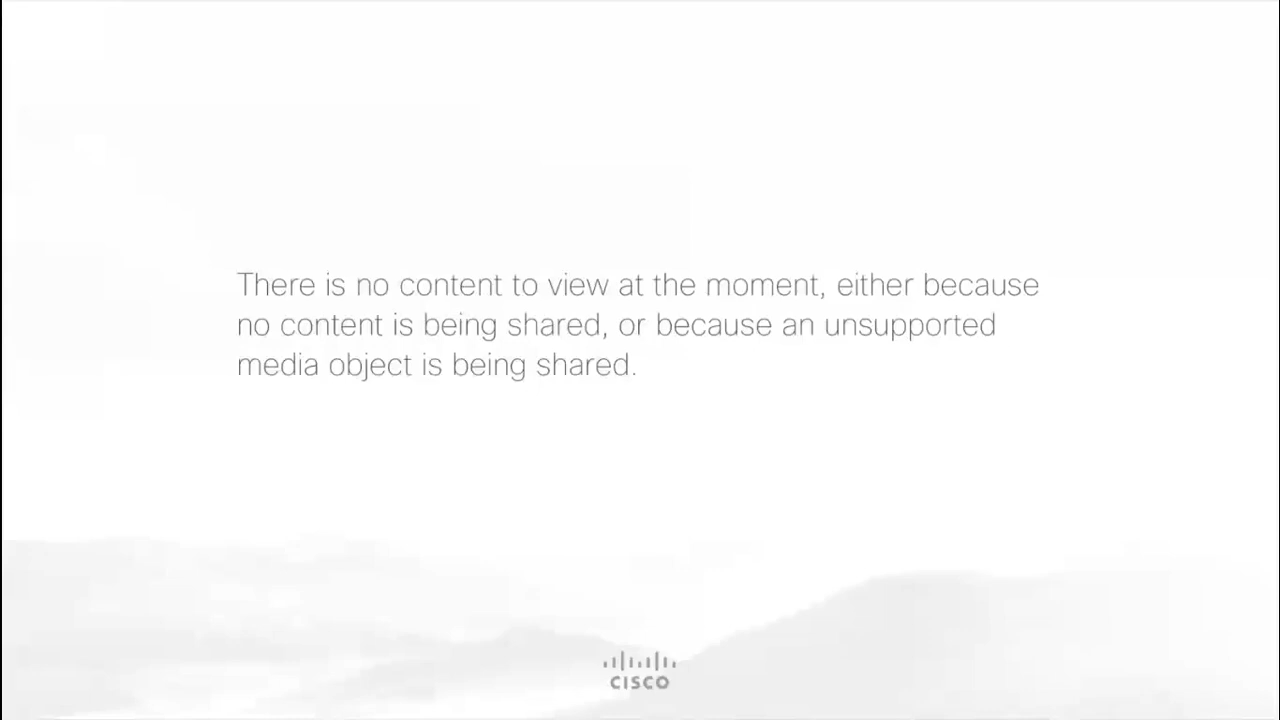 There is no content to view at the moment, either because
no content is being shared, or because an unsupported
media object is being shared.
CISCO